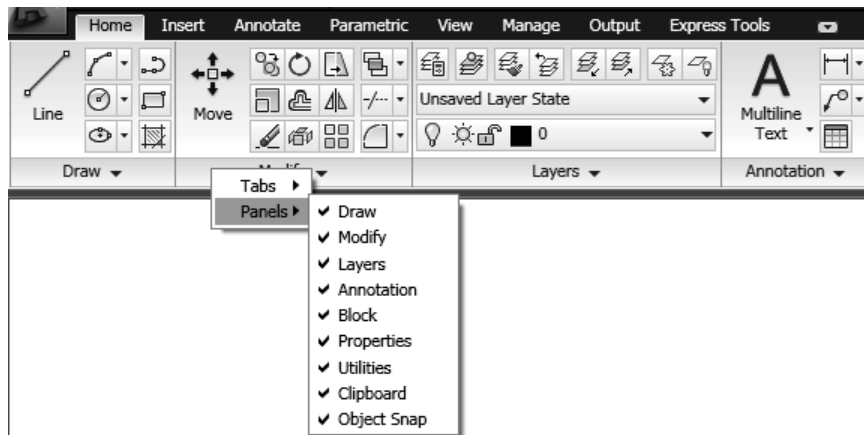 Home Insert Annotate Parametric View Manage Output Express Tools
Line
Move
Unsaved Layer State
0
Multiline
Text
Draw
Layers
Annotation
Tabs
Panels
Draw
Modify
Layers
Annotation
Block
Properties
Utilities
Clipboard
Object Snap